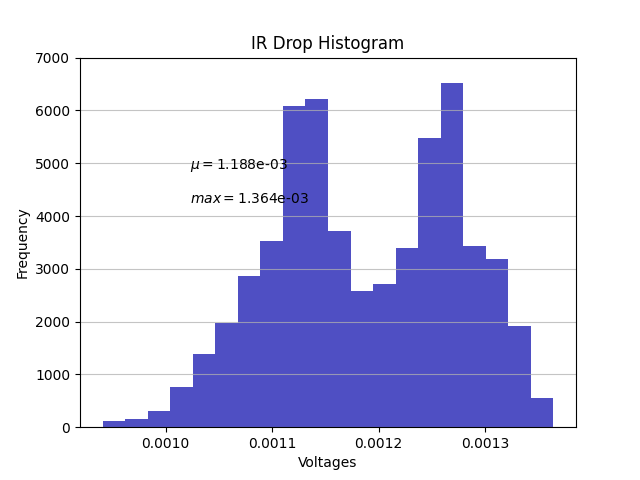 IR Drop Histogram
7000
6000
5000
4000
3000
2000
1000
0
Frequency
μ = 1.188e-03
max = 1.364e-03
0.0010 0.0011 0.0012 0.0013
Voltages